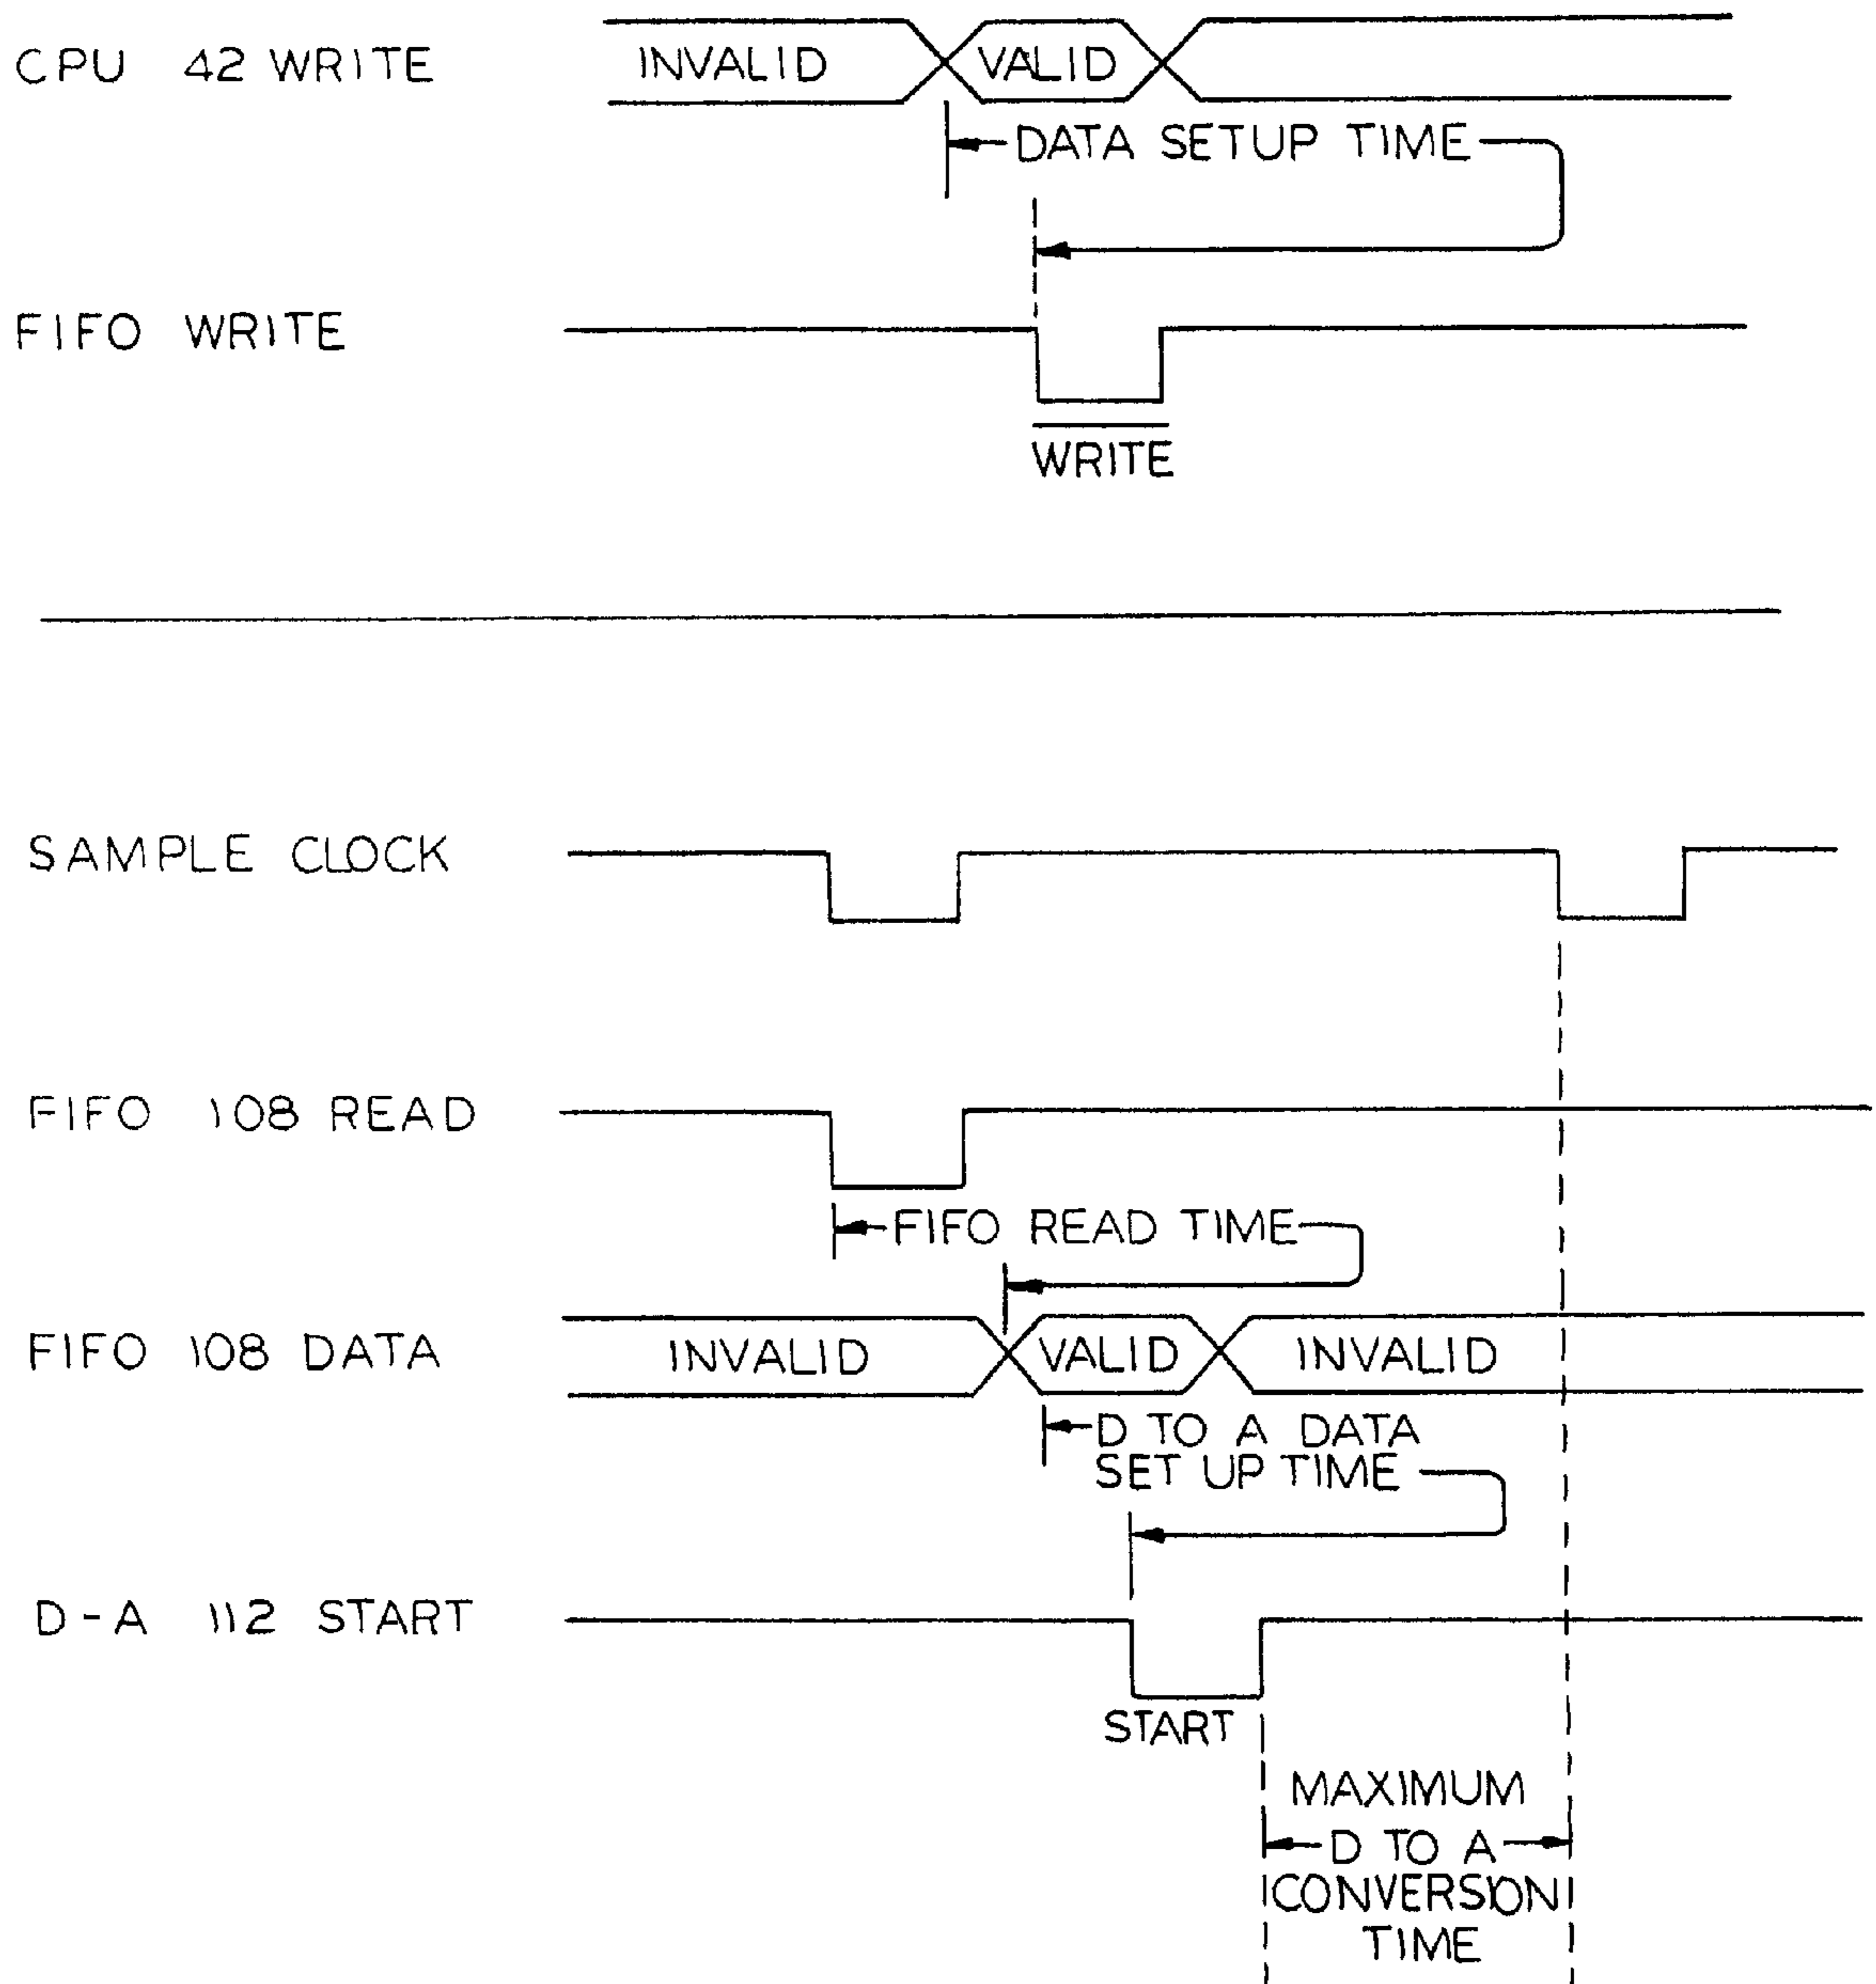 CPU 42 WRITE INVALID VALID
DATA SETUP TIME
FIFO WRITE
WRITE
SAMPLE CLOCK
FIFO 108 READ
FIFO READ TIME
FIFO 108 DATA INVALID VALID INVALID
D TO A DATA
SET UP TIME
D-A 112 START
START
MAXIMUM
D TO A
CONVERSION
TIME